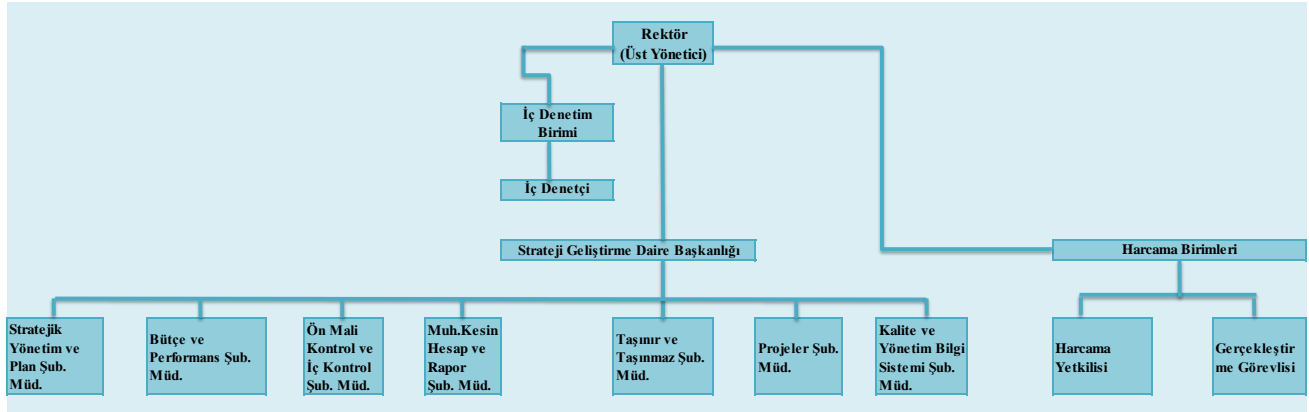 Rektör
(Üst Yönetici)
İç Denetim
Birimi
İç Denetçi
Strateji Geliştirme Daire Başkanlığı
Harcama Birimleri
Stratejik
Yönetim ve
Plan Şub.
Müd.
Bütçe ve
Performans Şub.
Müd.
Ön Mali
Kontrol ve
İç Kontrol
Şub. Müd.
Muh.Kesin
Hesap ve
Rapor
Şub. Müd.
Taşınır ve
Taşınmaz Şub.
Müd.
Projeler Şub.
Müd.
Kalite ve
Yönetim Bilgi
Sistemi Şub.
Müd.
Harcama
Yetkilisi
Gerçekleştir
me Görevlisi